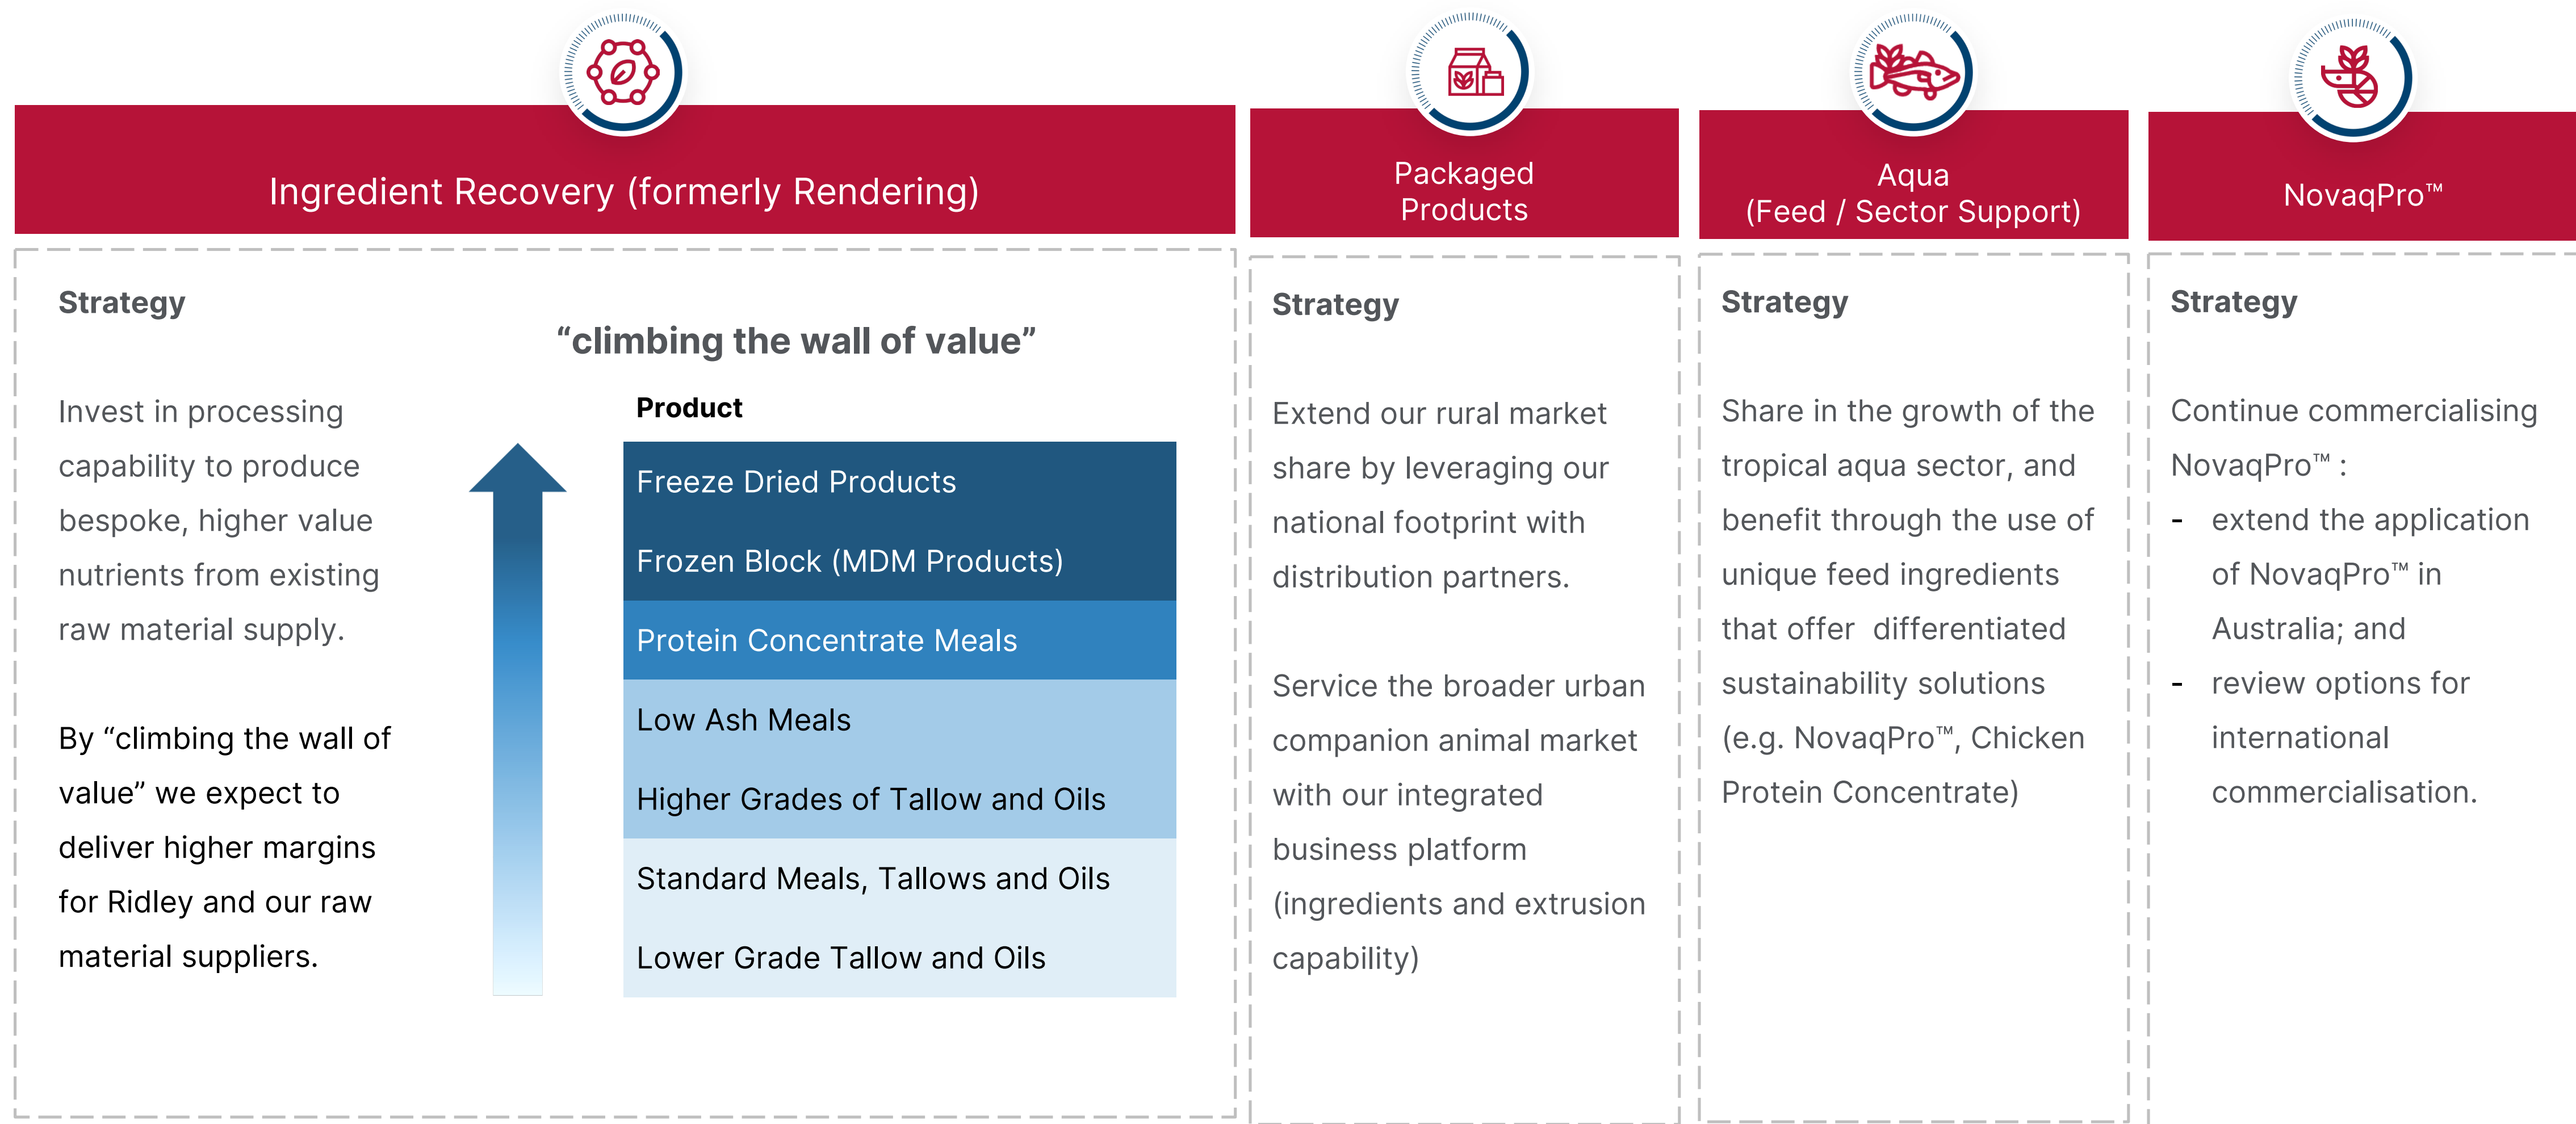 Ingredient Recovery (formerly Rendering)
Strategy
Invest in processing
capability to produce
bespoke, higher value
nutrients from existing
raw material supply.
By “climbing the wall of
value” we expect to
deliver higher margins
for Ridley and our raw
material suppliers.
“climbing the wall of value”
Product
Freeze Dried Products
Frozen Block (MDM Products)
Protein Concentrate Meals
Low Ash Meals
Higher Grades of Tallow and Oils
Standard Meals, Tallows and Oils
Lower Grade Tallow and Oils
Packaged
Products
Strategy
Extend our rural market
share by leveraging our
national footprint with
distribution partners.
Service the broader urban
companion animal market
with our integrated
business platform
(ingredients and extrusion
capability)
Aqua
(Feed / Sector Support)
Strategy
Share in the growth of the
tropical aqua sector, and
benefit through the use of
unique feed ingredients
that offer  differentiated
sustainability solutions
(e.g. NovaqPro™, Chicken
Protein Concentrate)
NovaqPro™
Strategy
Continue commercialising
NovaqPro™ :
- extend the application
of NovaqPro™ in
Australia; and
- review options for
international
commercialisation.